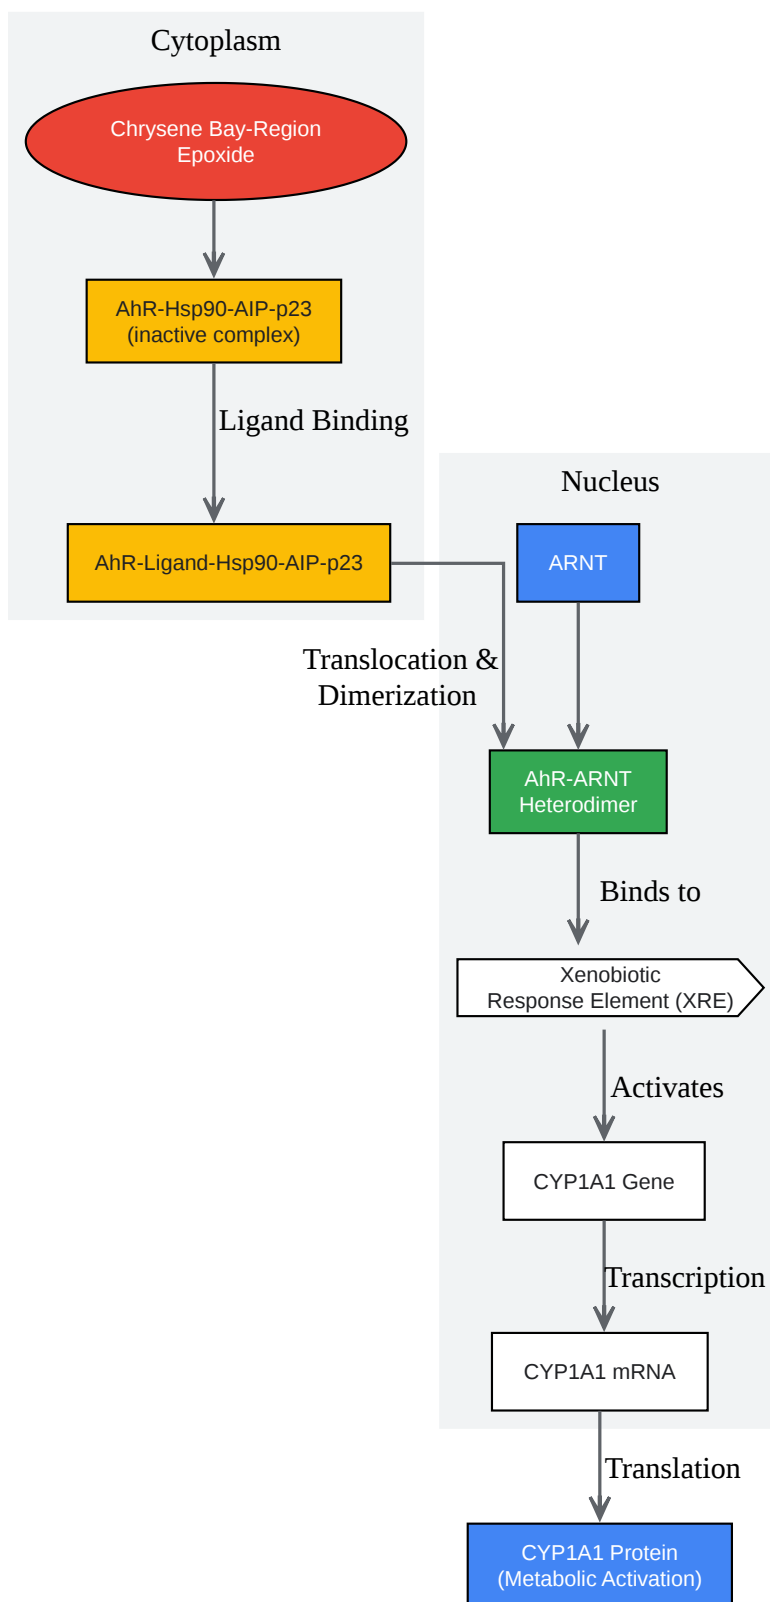 Cytoplasm
Chrysene Bay-Region
Epoxide
AhR-Hsp90-AIP-p23
(inactive complex)
Ligand Binding
AhR-Ligand-Hsp90-AIP-p23
Nucleus
ARNT
Translocation &
Dimerization
AhR-ARNT
Heterodimer
Binds to
Xenobiotic
Response Element (XRE)
Activates
CYP1A1 Gene
Transcription
CYP1A1 mRNA
Translation
CYP1A1 Protein
(Metabolic Activation)